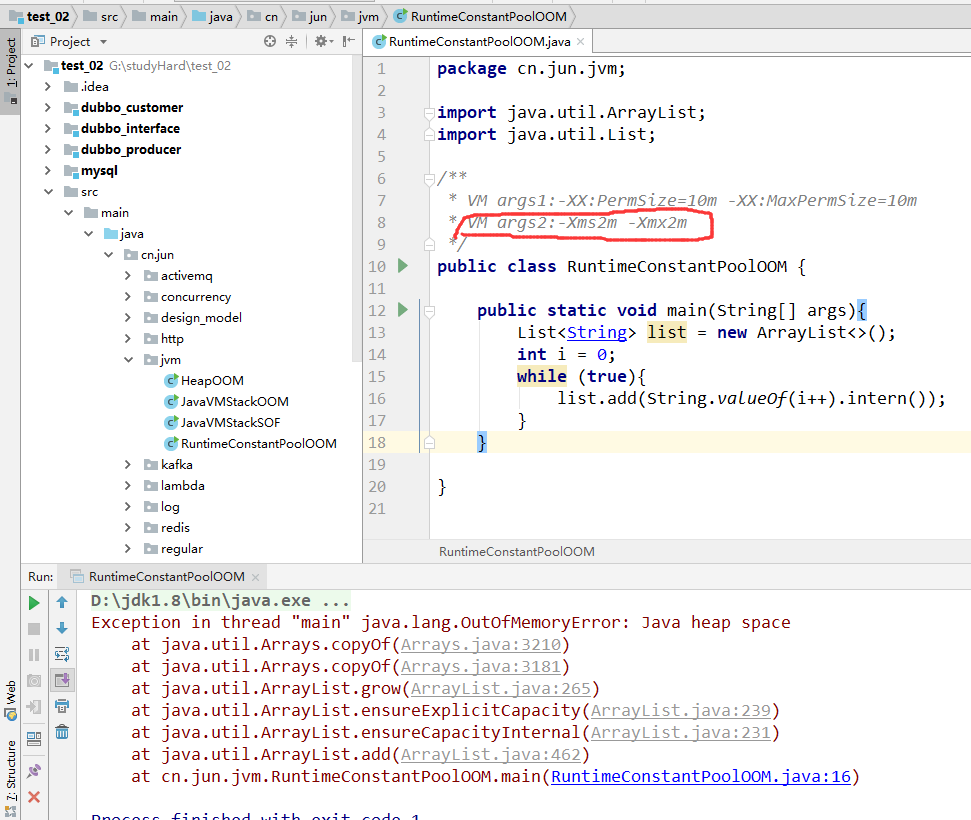 test_02 src main java cn jun jvm RuntimeConstantPoolOOM
1: Project
Project
RuntimeConstantPoolOOM.java
test_02 G:\studyHard\test_02
.idea
dubbo_customer
dubbo_interface
dubbo_producer
mysql
src
main
java
cn.jun
activemq
concurrency
design_model
http
jvm
HeapOOM
JavaVMStackOOM
JavaVMStackSOF
RuntimeConstantPoolOOM
kafka
lambda
log
redis
regular
1 package cn.jun.jvm;
2
3 import java.util.ArrayList;
4 import java.util.List;
5
6 /**
7 * VM args1:-XX:PermSize=10m -XX:MaxPermSize=10m
8 * VM args2:-Xms2m -Xmx2m
9 */
10 public class RuntimeConstantPoolOOM {
11
12 public static void main(String[] args){
13 List<String> list = new ArrayList<>();
14 int i = 0;
15 while (true){
16 list.add(String.valueOf(i++).intern());
17 }
18 }
19
20 }
21
RuntimeConstantPoolOOM
Run: RuntimeConstantPoolOOM
D:\jdk1.8\bin\java.exe ...
Exception in thread "main" java.lang.OutOfMemoryError: Java heap space
at java.util.Arrays.copyOf(Arrays.java:3210)
at java.util.Arrays.copyOf(Arrays.java:3181)
at java.util.ArrayList.grow(ArrayList.java:265)
at java.util.ArrayList.ensureExplicitCapacity(ArrayList.java:239)
at java.util.ArrayList.ensureCapacityInternal(ArrayList.java:231)
at java.util.ArrayList.add(ArrayList.java:462)
at cn.jun.jvm.RuntimeConstantPoolOOM.main(RuntimeConstantPoolOOM.java:16)
Process finished with exit code 1
Web
7: Structure